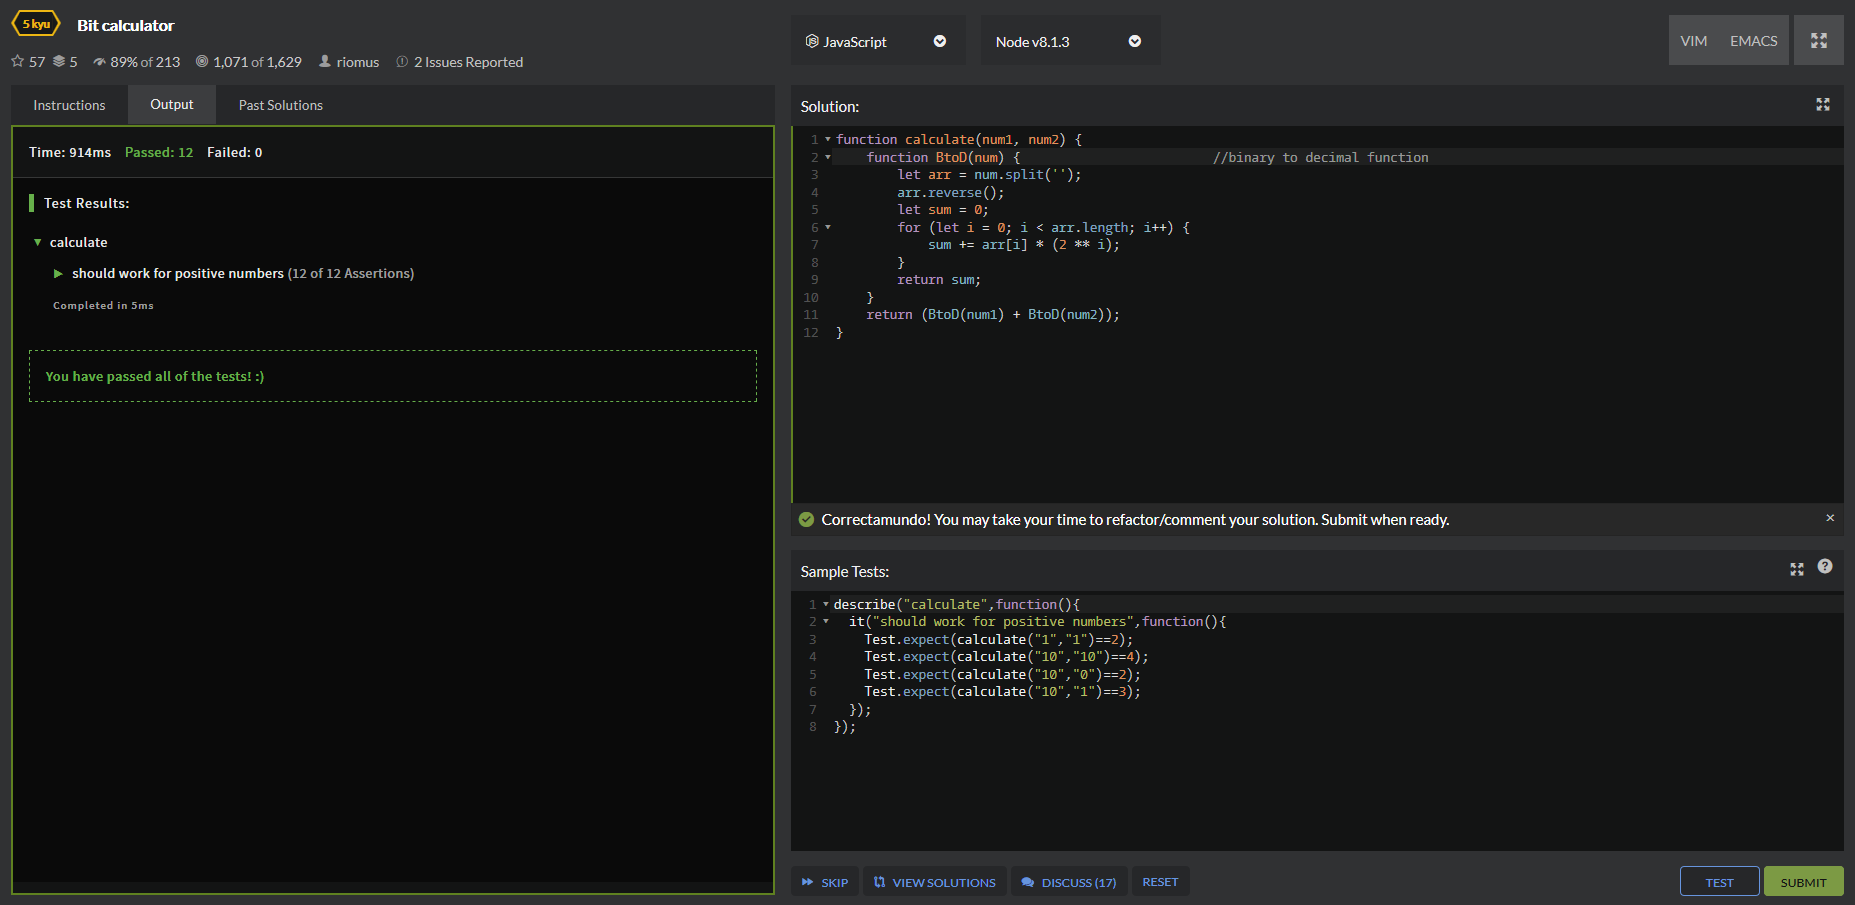 5 kyu Bit calculator
57 5 89% of 213 1,071 of 1,629 riomus 2 Issues Reported
JavaScript Node v8.1.3
VIM EMACS
Instructions Output Past Solutions
Time: 914ms Passed: 12 Failed: 0
Test Results:
calculate
should work for positive numbers (12 of 12 Assertions)
Completed in 5ms
You have passed all of the tests! :)
Solution:
1 function calculate(num1, num2) {
2 function BtoD(num) { //binary to decimal function
3 let arr = num.split('');
4 arr.reverse();
5 let sum = 0;
6 for (let i = 0; i < arr.length; i++) {
7 sum += arr[i] * (2 ** i);
8 }
9 return sum;
10 }
11 return (BtoD(num1) + BtoD(num2));
12 }
Correctamundo! You may take your time to refactor/comment your solution. Submit when ready. ×
Sample Tests: ?
1 describe("calculate",function(){
2 it("should work for positive numbers",function(){
3 Test.expect(calculate("1","1")==2);
4 Test.expect(calculate("10","10")==4);
5 Test.expect(calculate("10","0")==2);
6 Test.expect(calculate("10","1")==3);
7 });
8 });
SKIP VIEW SOLUTIONS DISCUSS (17) RESET TEST SUBMIT